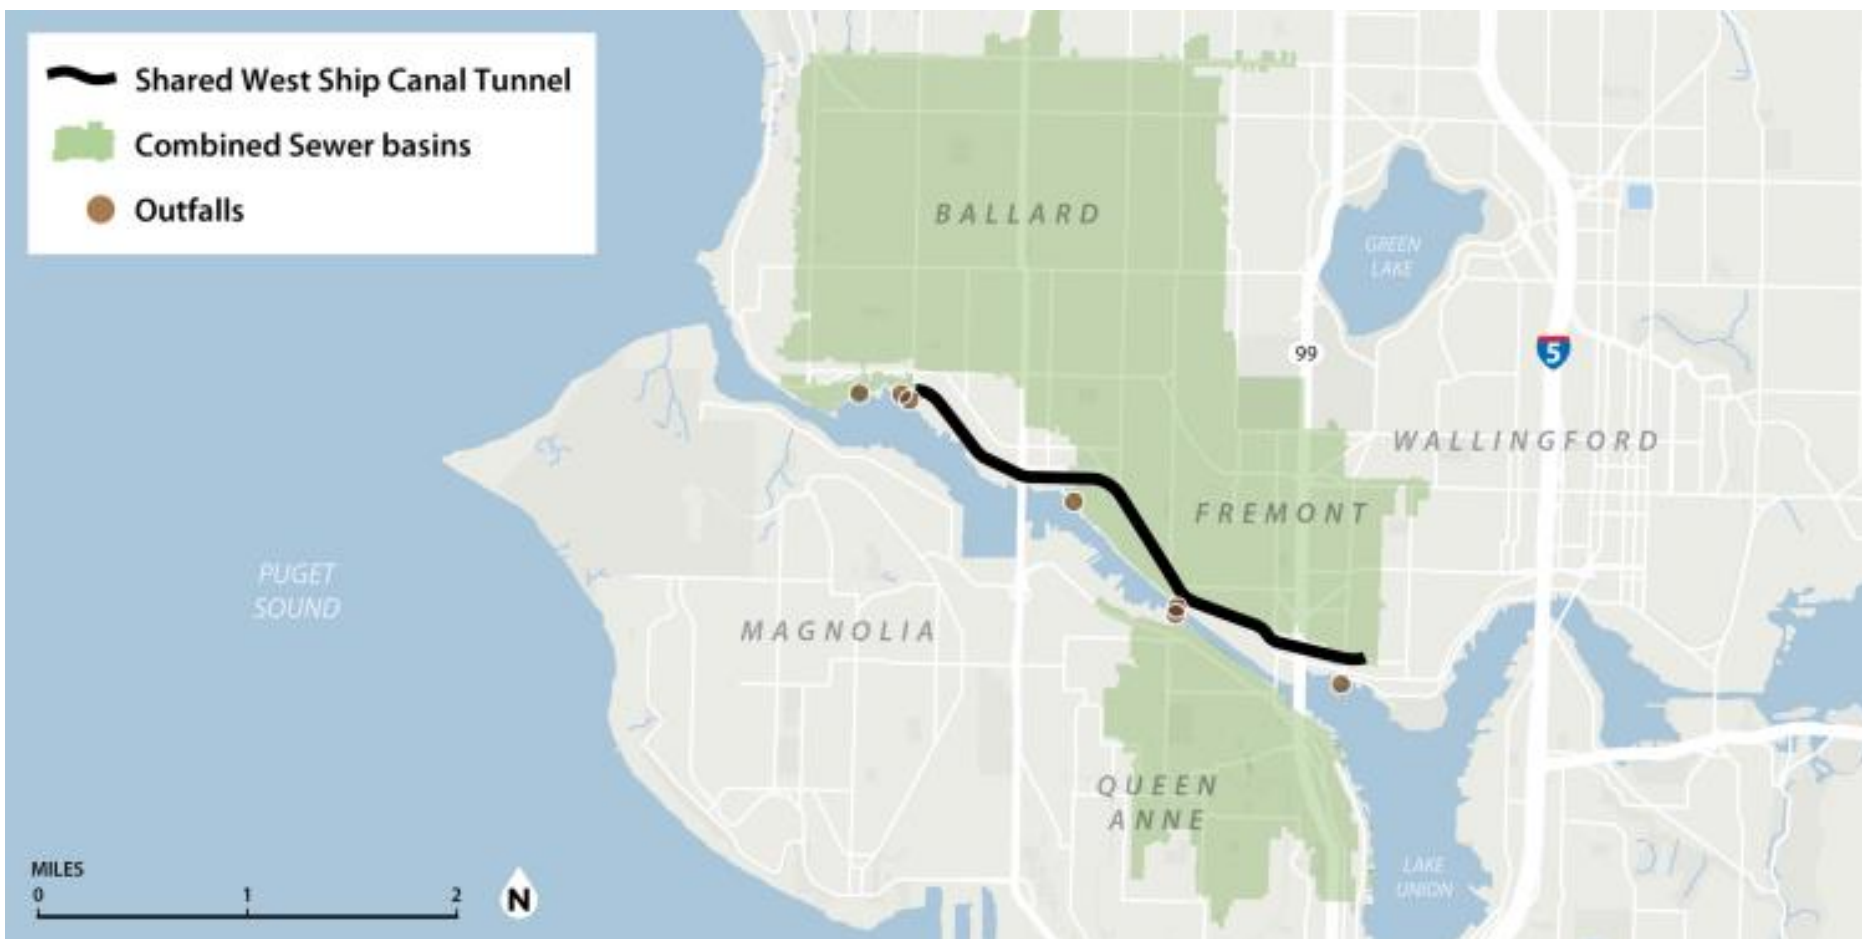 Shared West Ship Canal Tunnel
Combined Sewer basins
Outfalls
BALLARD
GREEN
LAKE
99
5
WALLINGFORD
FREMONT
PUGET
SOUND
MAGNOLIA
QUEEN
ANNE
LAKE
UNION
MILES
0 1 2
N